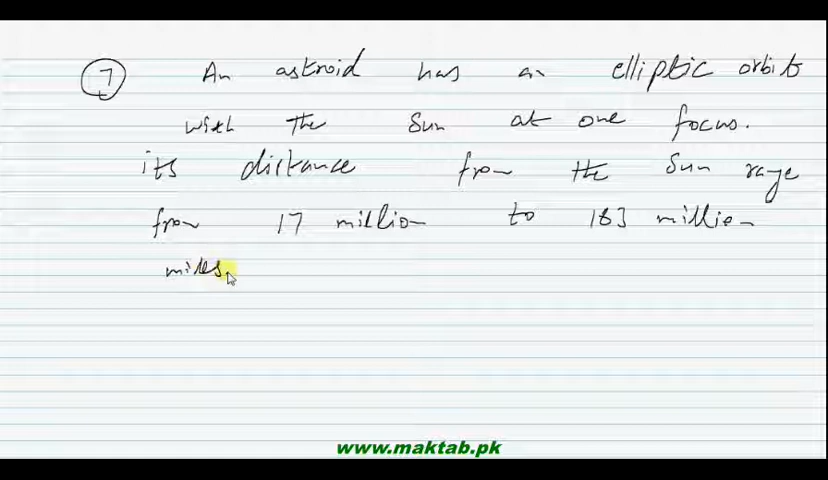 7 An astroid has an elliptic orbit
with the Sun at one focus.
its distance from the Sun range
from 17 million to 183 million
miles.
www.maktab.pk